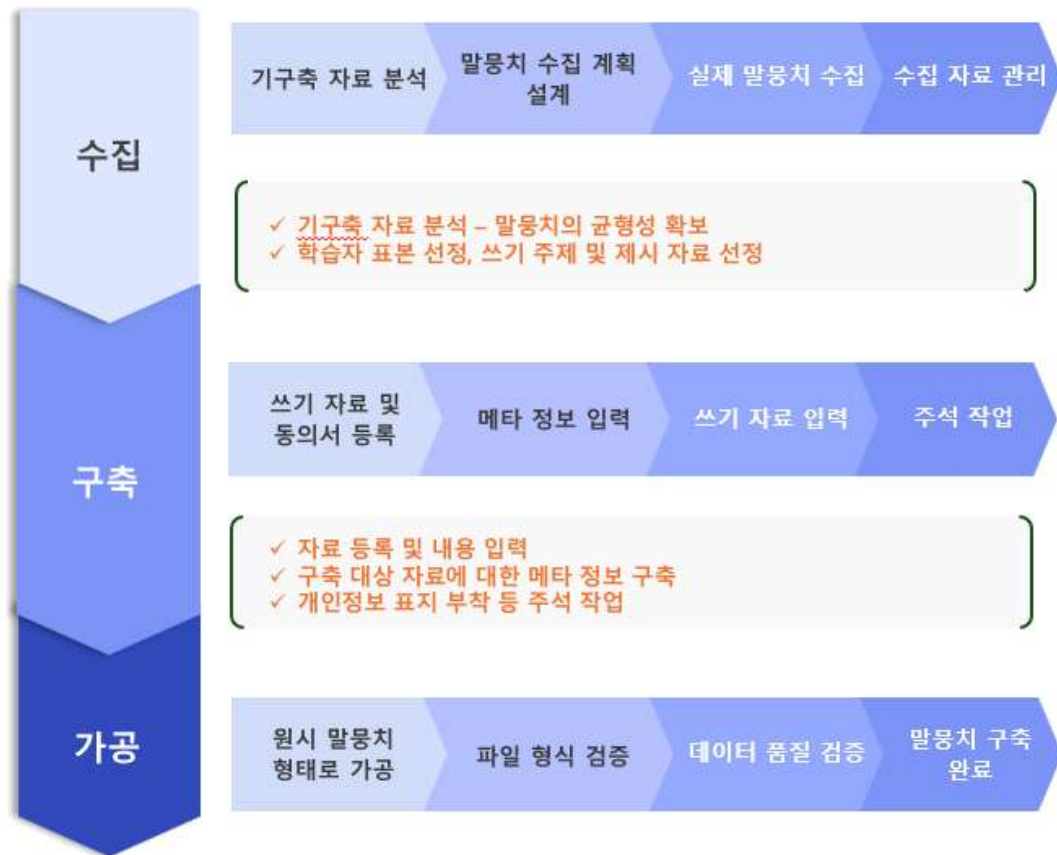 수집
기구축 자료 분석
말뭉치 수집 계획
설계
실제 말뭉치 수집
수집 자료 관리
✓ 기구축 자료 분석 – 말뭉치의 균형성 확보
✓ 학습자 표본 선정, 쓰기 주제 및 제시 자료 선정
구축
쓰기 자료 및
동의서 등록
메타 정보 입력
쓰기 자료 입력
주석 작업
✓ 자료 등록 및 내용 입력
✓ 구축 대상 자료에 대한 메타 정보 구축
✓ 개인정보 표지 부착 등 주석 작업
가공
원시 말뭉치
형태로 가공
파일 형식 검증
데이터 품질 검증
말뭉치 구축
완료